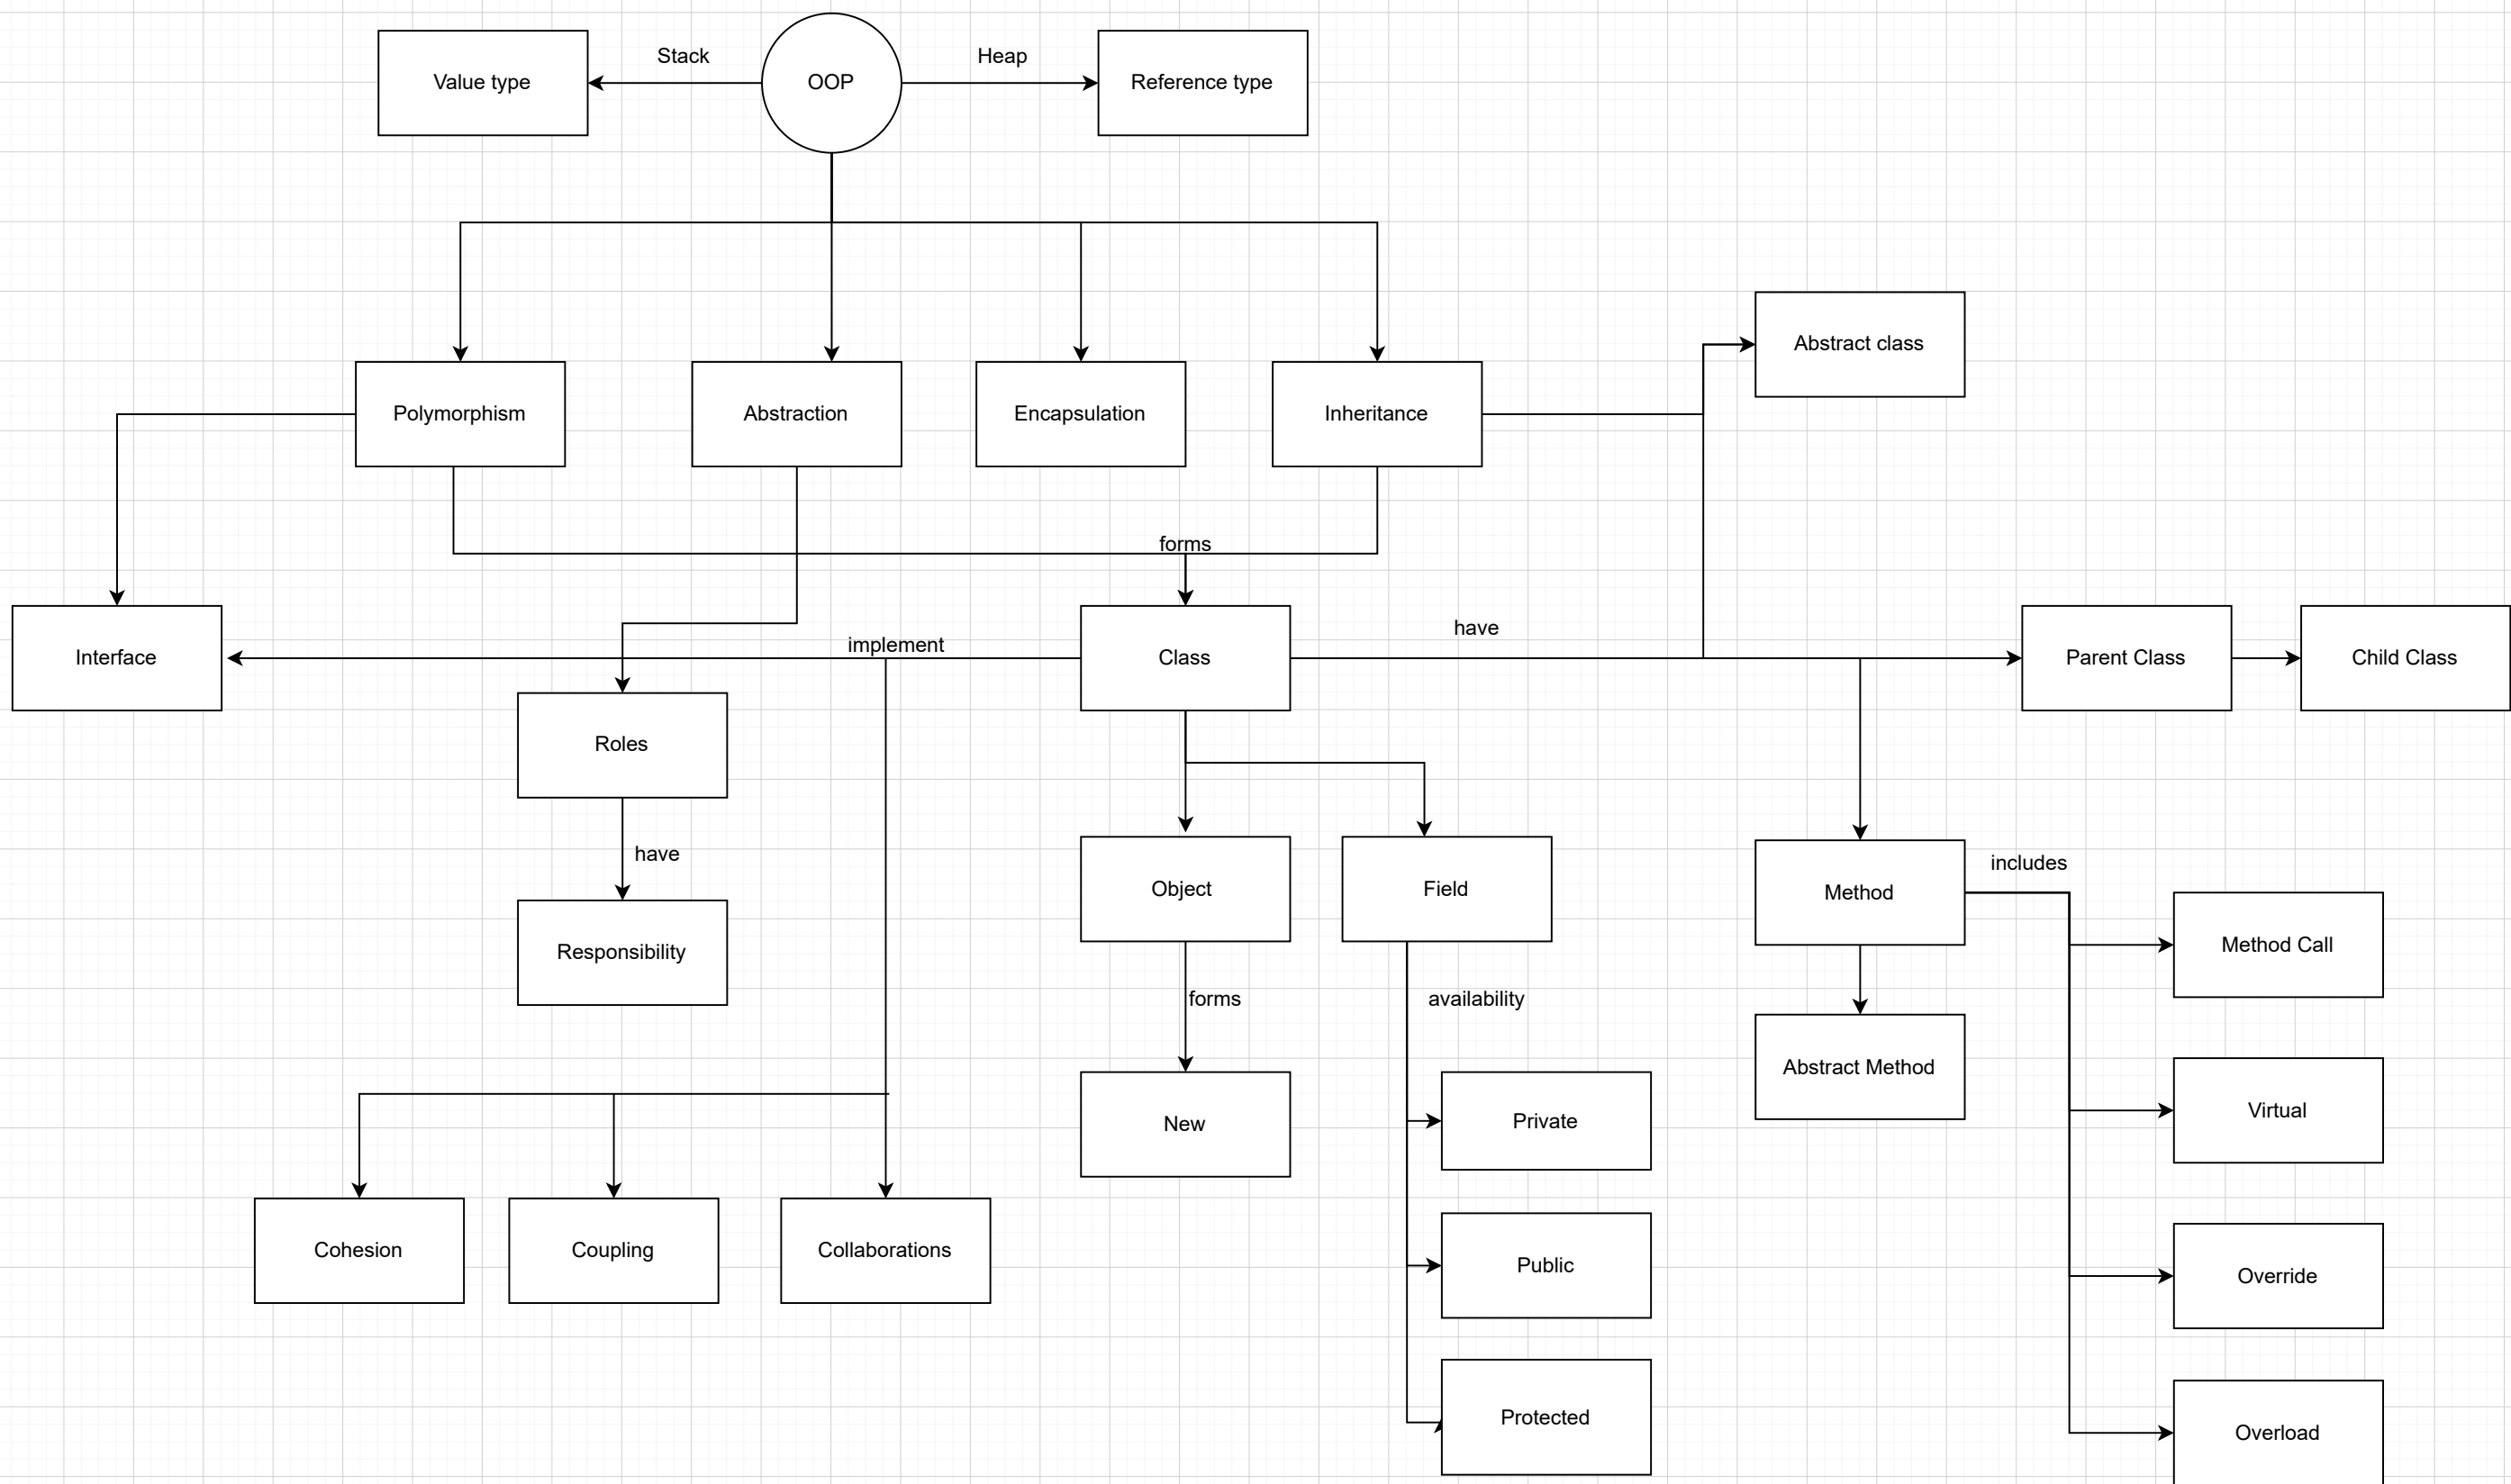 Value type
Stack
OOP
Heap
Reference type
Abstract class
Polymorphism
Abstraction
Encapsulation
Inheritance
forms
Interface
implement
Class
have
Parent Class
Child Class
Roles
have
Responsibility
Object
Field
Method
includes
Method Call
forms
availability
Abstract Method
New
Private
Virtual
Cohesion
Coupling
Collaborations
Public
Override
Protected
Overload